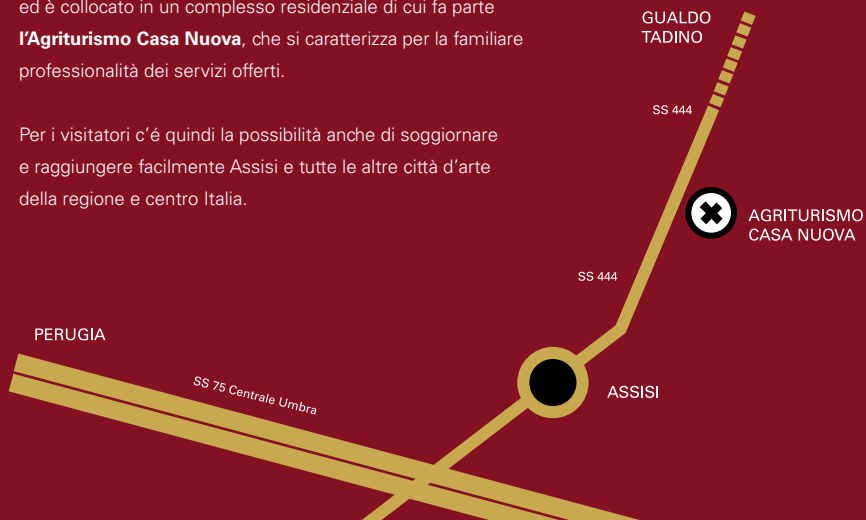 ed è collocato in un complesso residenziale di cui fa parte
l'Agriturismo Casa Nuova, che si caratterizza per la familiare
professionalità dei servizi offerti.
Per i visitatori c'é quindi la possibilità anche di soggiornare
e raggiungere facilmente Assisi e tutte le altre città d'arte
della regione e centro Italia.
GUALDO
TADINO
SS 444
AGRITURISMO
CASA NUOVA
SS 444
PERUGIA
SS 75 Centrale Umbra
ASSISI